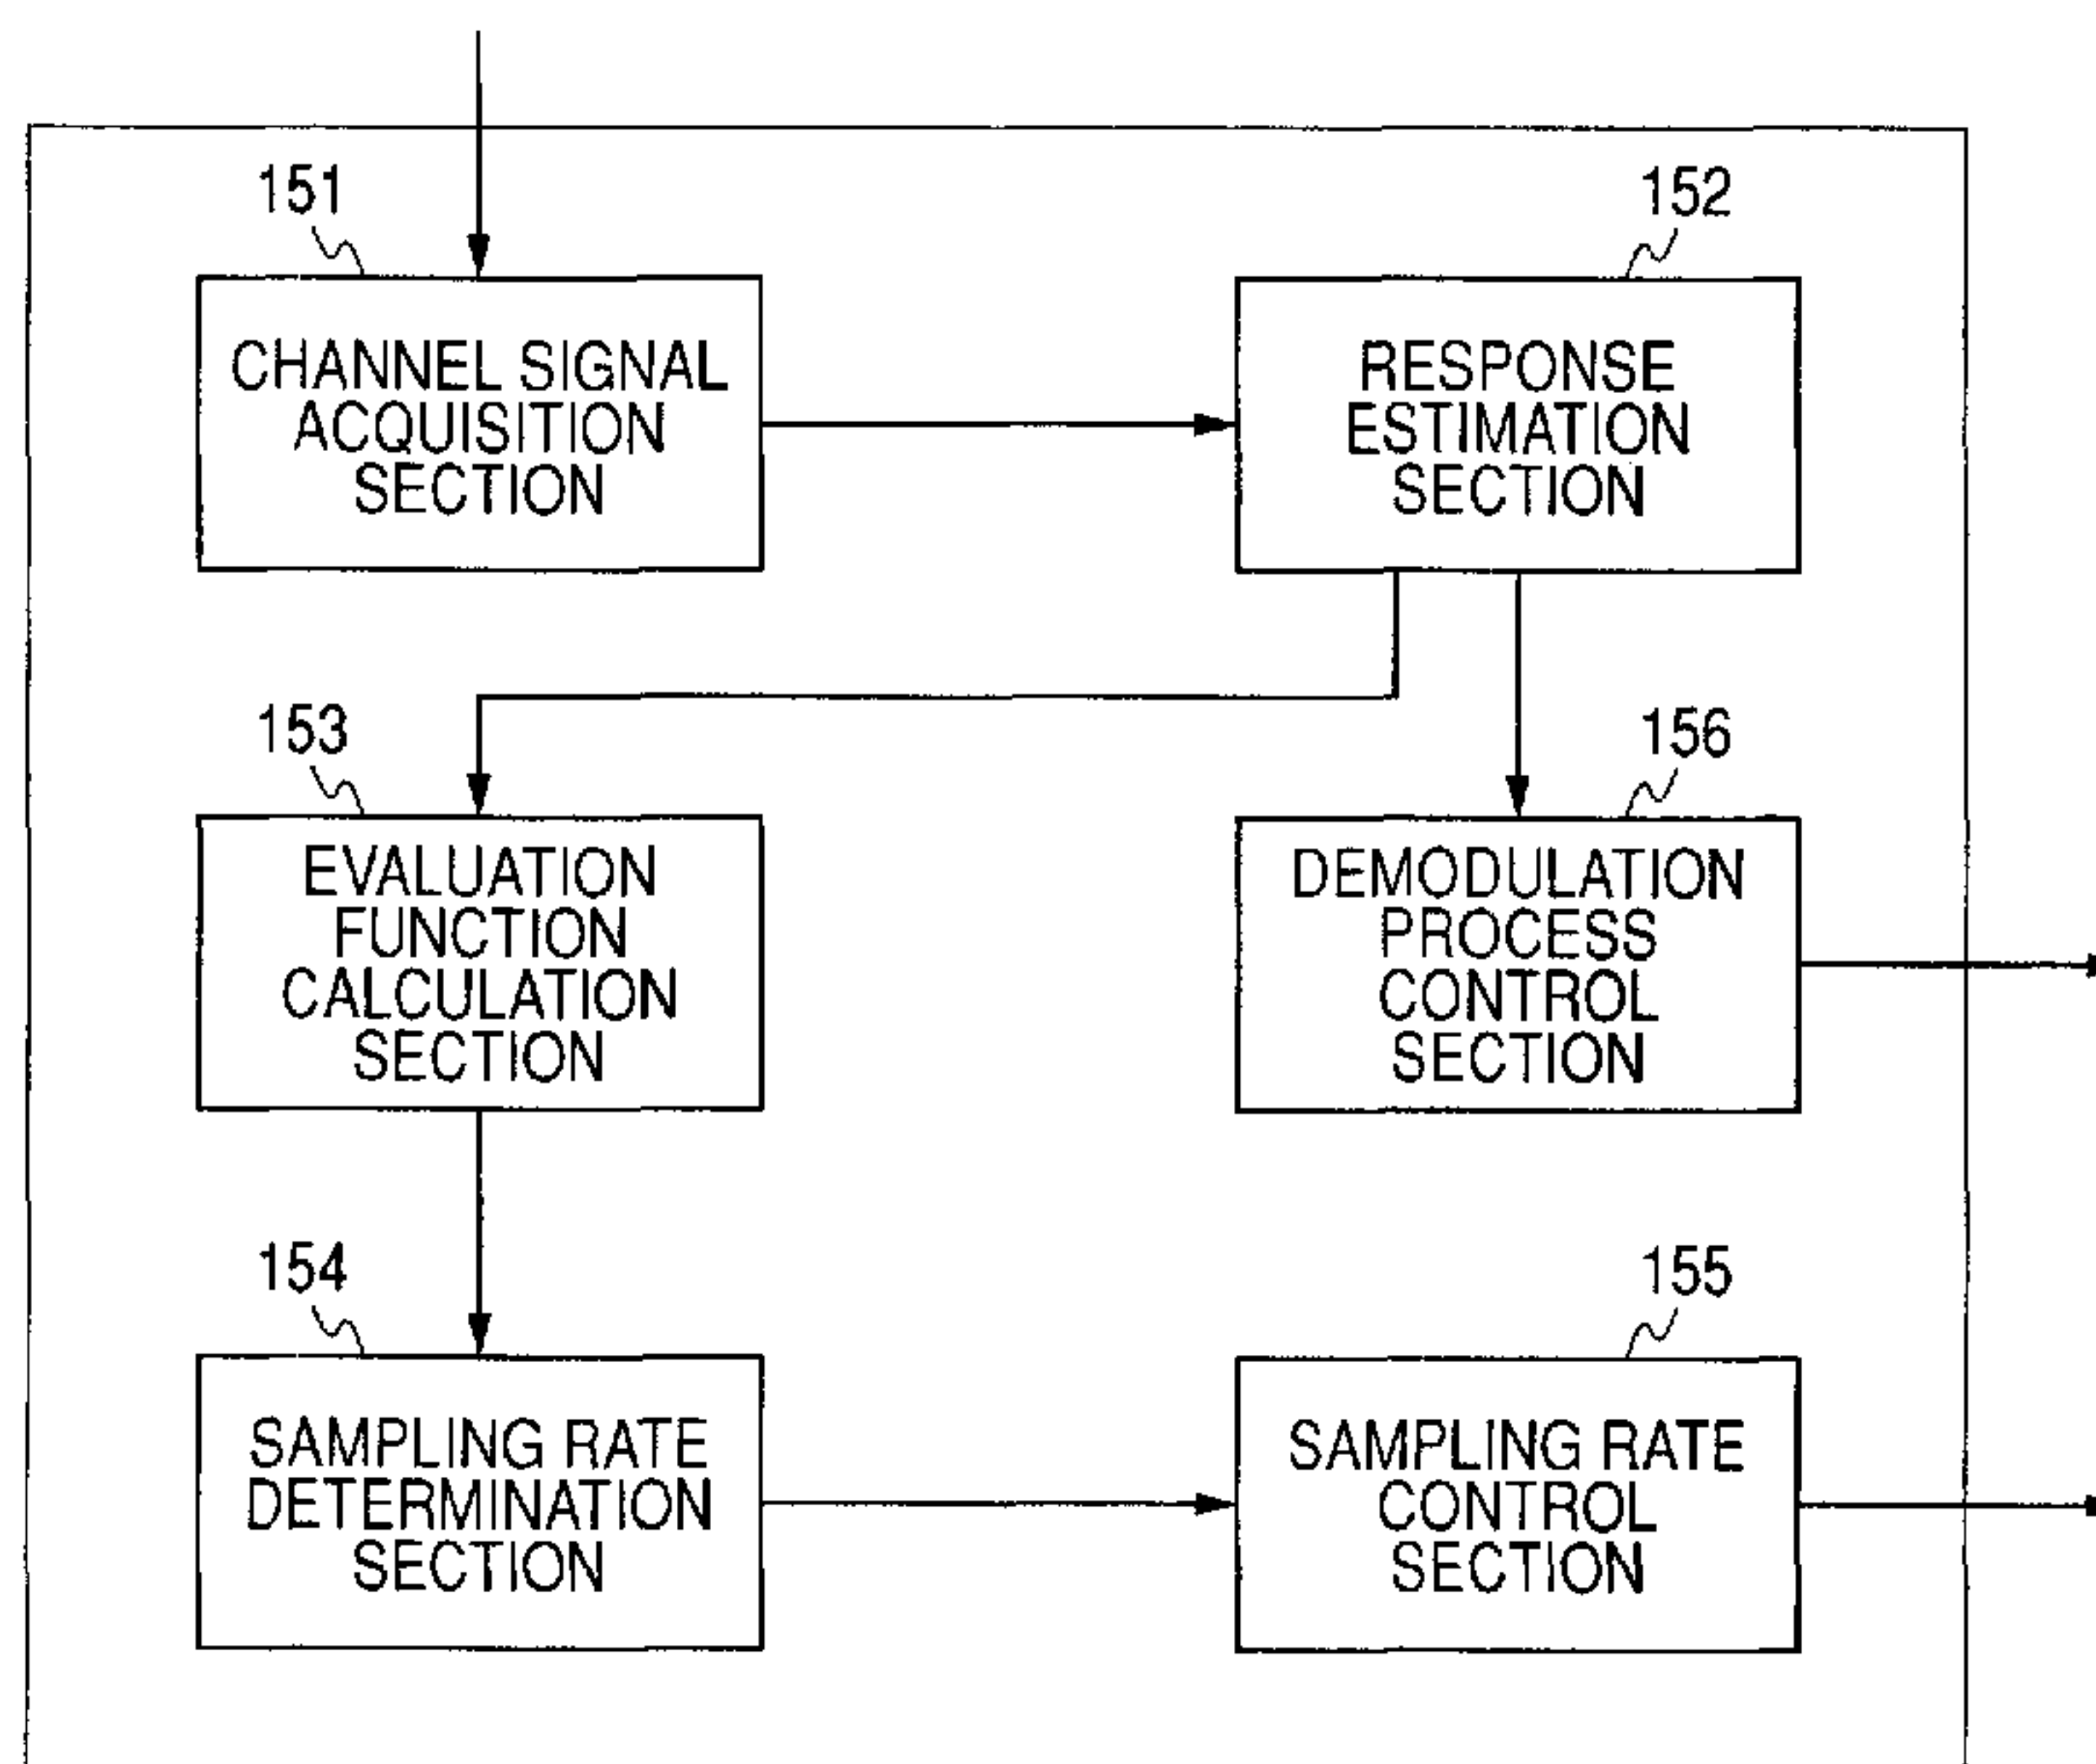 151
CHANNEL SIGNAL
ACQUISITION
SECTION
152
RESPONSE
ESTIMATION
SECTION
153
EVALUATION
FUNCTION
CALCULATION
SECTION
156
DEMODULATION
PROCESS
CONTROL
SECTION
154
SAMPLING RATE
DETERMINATION
SECTION
155
SAMPLING RATE
CONTROL
SECTION